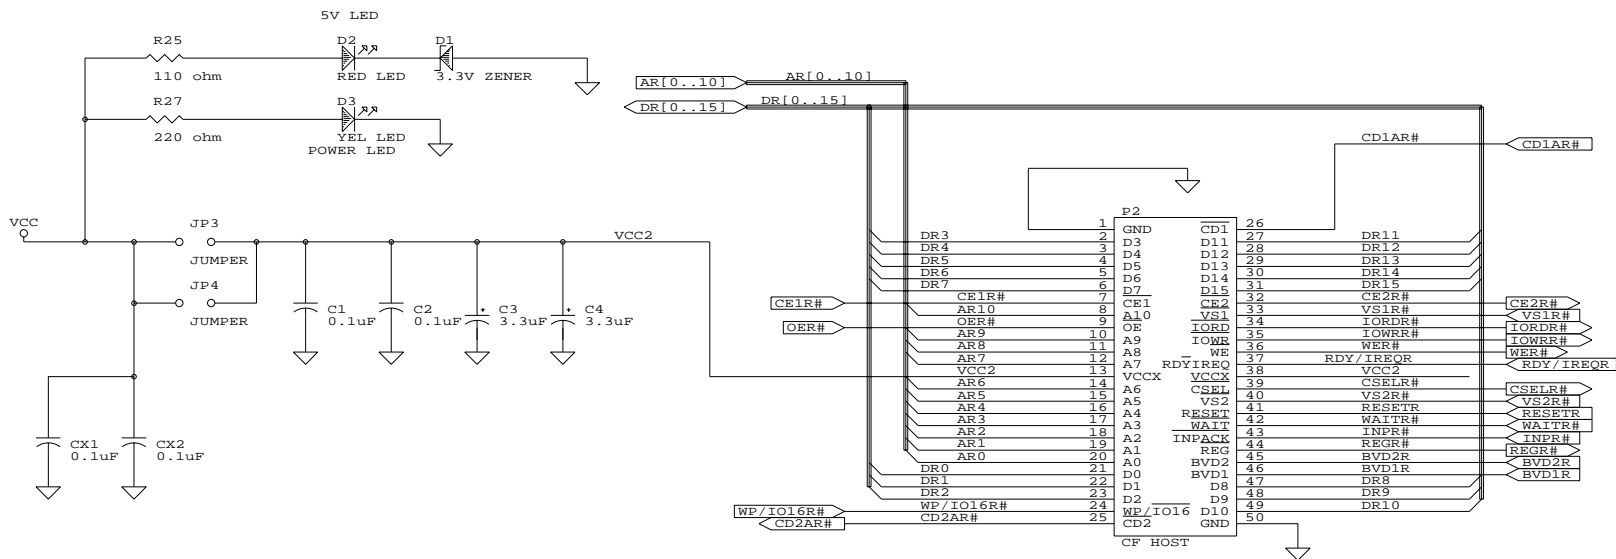 5V LED
R25
110 ohm
D2
RED LED
D1
3.3V ZENER
R27
220 ohm
D3
YEL LED
POWER LED
VCC
JP3
JUMPER
JP4
JUMPER
VCC2
C1
0.1uF
C2
0.1uF
C3
3.3uF
C4
3.3uF
CX1
0.1uF
CX2
0.1uF
AR[0..10] AR[0..10]
DR[0..15] DR[0..15]
CD1AR# CD1AR#
P2
1 GND CD1 26
DR3 2 D3 D11 27 DR11
DR4 3 D4 D12 28 DR12
DR5 4 D5 D13 29 DR13
DR6 5 D6 D14 30 DR14
DR7 6 D7 D15 31 DR15
CE1R# CE1R# 7 CE1 CE2 32 CE2R# CE2R#
AR10 8 A10 VS1 33 VS1R# VS1R#
OER# OER# 9 OE IORD 34 IORDR# IORDR#
AR9 10 A9 IOWR 35 IOWRR# IOWRR#
AR8 11 A8 WE 36 WER# WER#
AR7 12 A7 RDYIREQ 37 RDY/IREQR RDY/IREQR
VCC2 13 VCCX VCCX 38 VCC2
AR6 14 A6 CSEL 39 CSELR# CSELR#
AR5 15 A5 VS2 40 VS2R# VS2R#
AR4 16 A4 RESET 41 RESETR RESETR
AR3 17 A3 WAIT 42 WAITR# WAITR#
AR2 18 A2 INPACK 43 INPR# INPR#
AR1 19 A1 REG 44 REGR# REGR#
AR0 20 A0 BVD2 45 BVD2R BVD2R
DR0 21 D0 BVD1 46 BVD1R BVD1R
DR1 22 D1 D8 47 DR8
DR2 23 D2 D9 48 DR9
WP/IO16R# WP/IO16R# 24 WP/IO16 D10 49 DR10
CD2AR# CD2AR# 25 CD2 GND 50
CF HOST